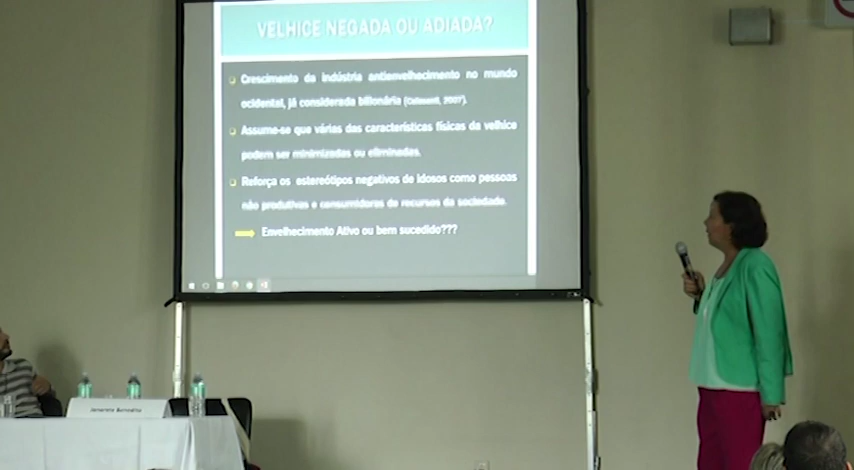 VELHICE NEGADA OU ADIADA?
Crescimento da indústria antienvelhecimento no mundo
ocidental, já considerada bilionária (2007).
Assume-se que várias das características físicas da velhice
podem ser minimizadas ou eliminadas.
Reforça os estereótipos negativos de idosos como pessoas
não produtivas e consumidoras de recursos da sociedade.
Envelhecimento Ativo ou bem sucedido???